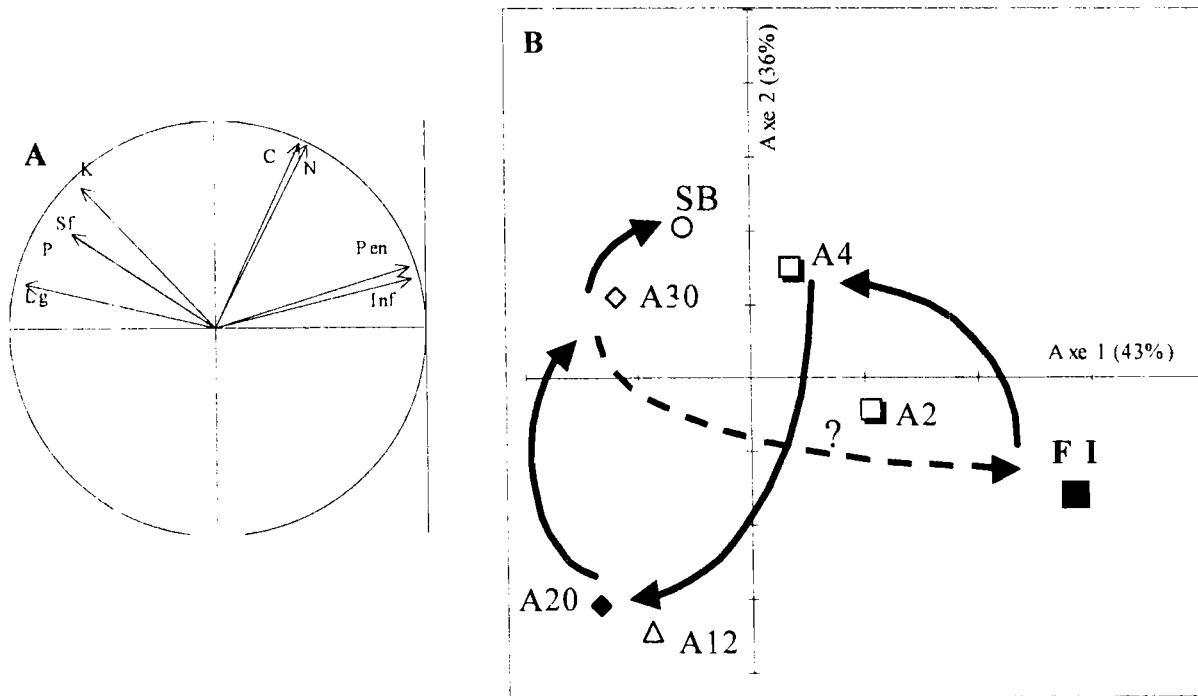 A
K
C
N
Sf
P
Lg
Pen
Inf
B
Axe 2 (36%)
SB
A4
A30
Axe 1 (43%)
A2
?
F I
A20
A12